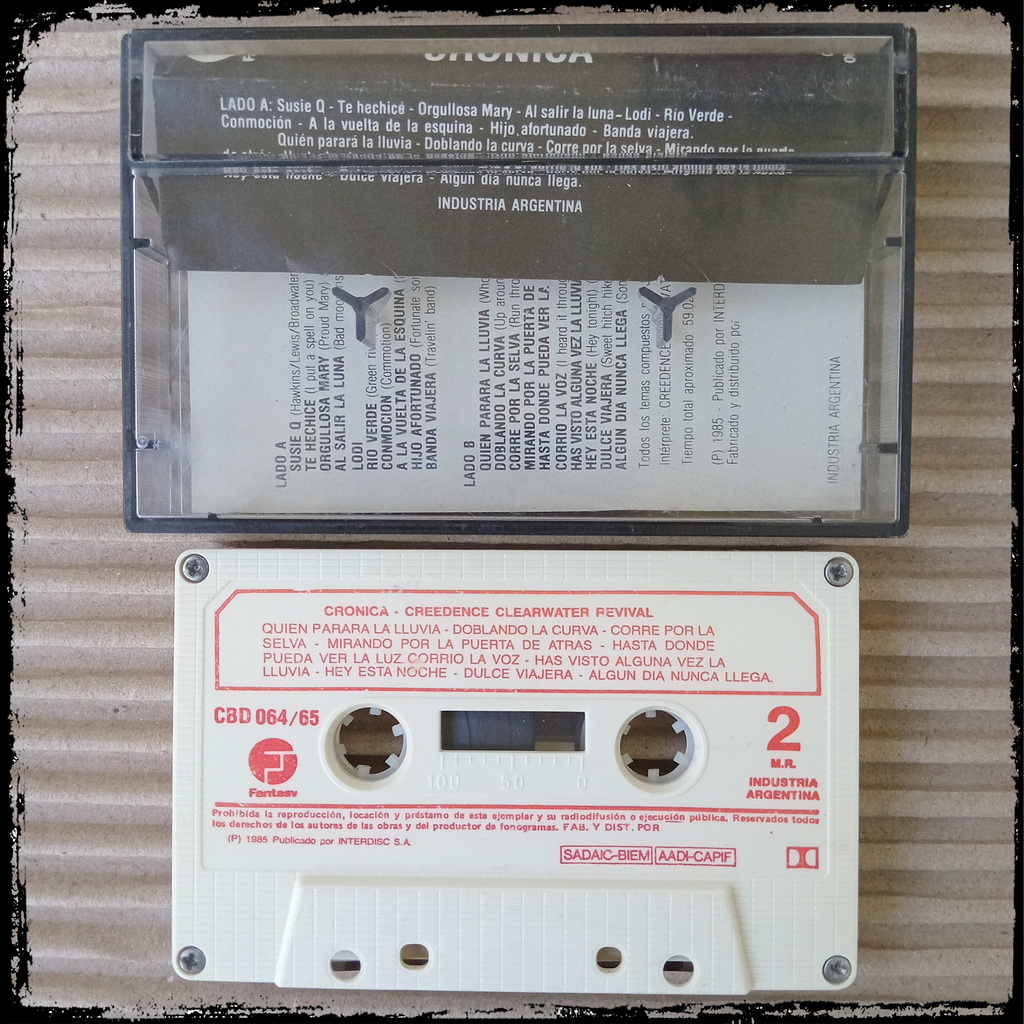 CRONICA
LADO A: Susie Q - Te hechicé - Orgullosa Mary - Al salir la luna - Lodi - Río Verde -
Conmoción - A la vuelta de la esquina - Hijo afortunado - Banda viajera.
Quién parará la lluvia - Doblando la curva - Corre por la selva - Mirando por la puerta
Hey esta noche - Dulce viajera - Algun día nunca llega.
INDUSTRIA ARGENTINA
LADO A
SUSIE Q (Hawkins/Lewis/Broadwater
TE HECHICE (I put a spell on you)
ORGULLOSA MARY (Proud Mary)
AL SALIR LA LUNA (Bad moon
LODI
RIO VERDE (Green
CONMOCION (Commotion)
A LA VUELTA DE LA ESQUINA
HIJO AFORTUNADO (Fortunate
BANDA VIAJERA (Travelin' band)
LADO B
QUIEN PARARA LA LLUVIA (Who
DOBLANDO LA CURVA (Up
CORRE POR LA SELVA (Run
MIRANDO POR LA PUERTA DE
HASTA DONDE PUEDA VER LA
CORRIO LA VOZ (I heard it
HAS VISTO ALGUNA VEZ LA
HEY ESTA NOCHE (Hey tonight)
DULCE VIAJERA (Sweet hitch
ALGUN DIA NUNCA LLEGA
Todos los temas compuestos
Intérprete: CREEDENCE
Tiempo total aproximado 59:
(P) 1985 - Publicado por INTERD
Fabricado y distribuido por
INDUSTRIA ARGENTINA
CRONICA - CREEDENCE CLEARWATER REVIVAL
QUIEN PARARA LA LLUVIA - DOBLANDO LA CURVA - CORRE POR LA
SELVA - MIRANDO POR LA PUERTA DE ATRAS - HASTA DONDE
PUEDA VER LA LUZ. CORRIO LA VOZ - HAS VISTO ALGUNA VEZ LA
LLUVIA - HEY ESTA NOCHE - DULCE VIAJERA - ALGUN DIA NUNCA LLEGA.
CBD 064/65
2
M.R.
Fantasy
INDUSTRIA
ARGENTINA
100 50 0
Prohibida la reproducción, locación y préstamo de este ejemplar y su radiodifusión o ejecución pública. Reservados todos
los derechos de los autores de las obras y del productor de fonogramas. FAB. Y DIST. POR
(P) 1985 Publicado por INTERDISC S.A.
SADAIC-BIEM AADI-CAPIF